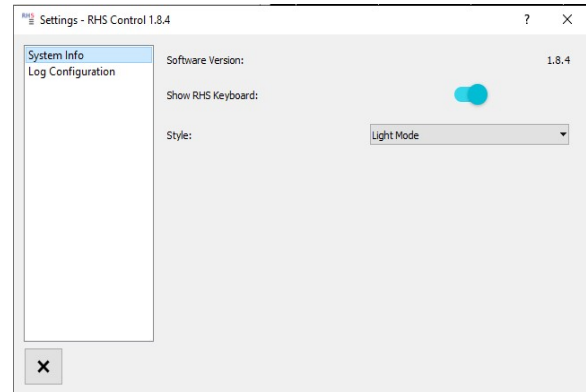 RHS Settings - RHS Control 1.8.4
System Info
Log Configuration
Software Version: 1.8.4
Show RHS Keyboard:
Style: Light Mode